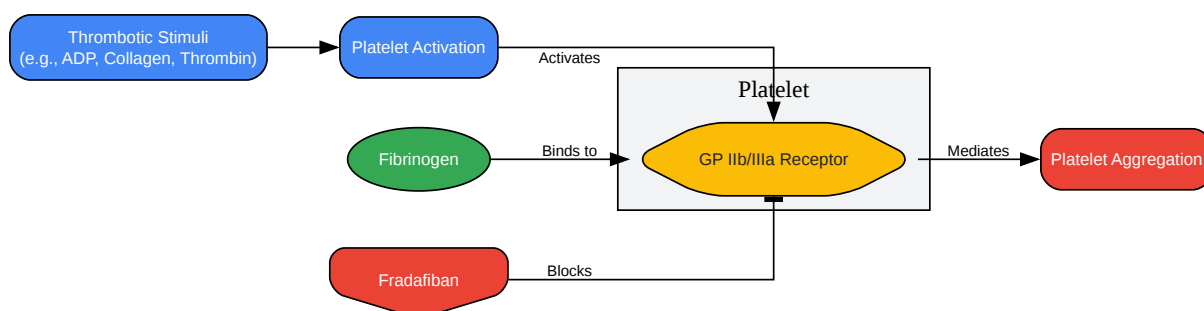 Thrombotic Stimuli
(e.g., ADP, Collagen, Thrombin)
Platelet Activation
Activates
Platelet
Fibrinogen
Binds to
GP IIb/IIIa Receptor
Mediates
Platelet Aggregation
Fradafiban
Blocks